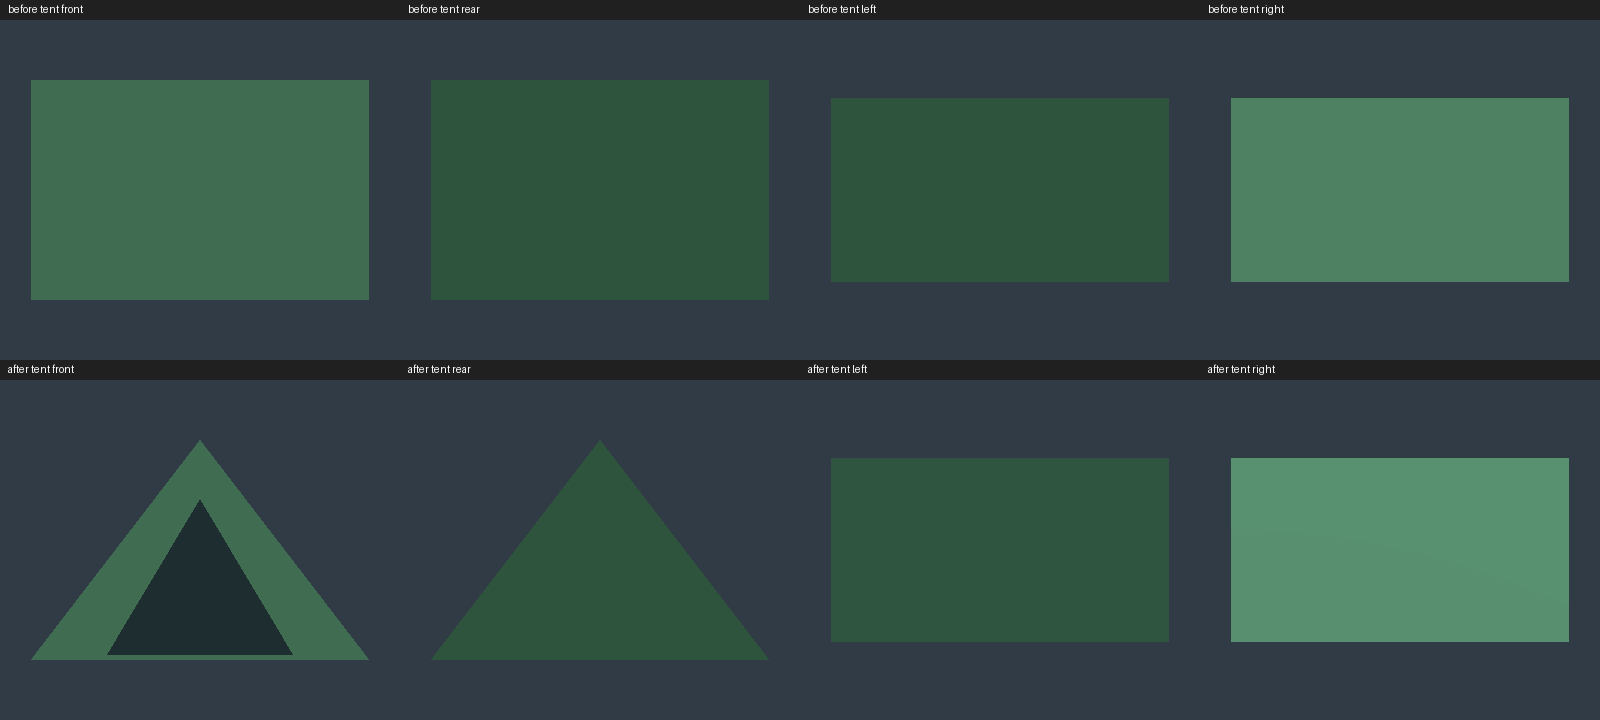 before tent front
before tent rear
before tent left
before tent right
after tent front
after tent rear
after tent left
after tent right